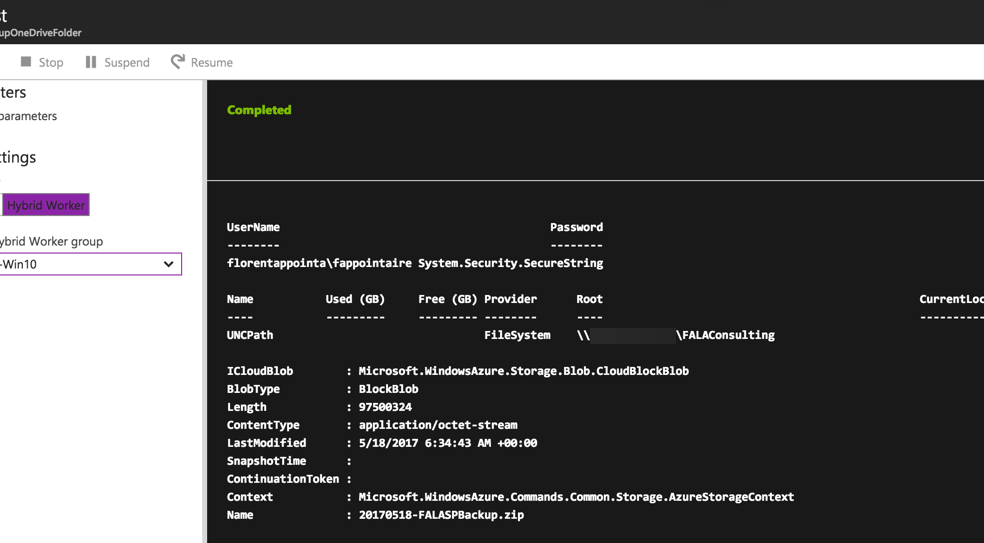 st
upOneDriveFolder
Stop Suspend Resume
ters
parameters
ttings
Hybrid Worker
ybrid Worker group
-Win10
Completed
UserName Password
-------- --------
florentappointa\fappointaire System.Security.SecureString
Name Used (GB) Free (GB) Provider Root CurrentLoc
---- --------- --------- -------- ---- ----------
UNCPath FileSystem \\ \FALAConsulting
ICloudBlob : Microsoft.WindowsAzure.Storage.Blob.CloudBlockBlob
BlobType : BlockBlob
Length : 97500324
ContentType : application/octet-stream
LastModified : 5/18/2017 6:34:43 AM +00:00
SnapshotTime :
ContinuationToken :
Context : Microsoft.WindowsAzure.Commands.Common.Storage.AzureStorageContext
Name : 20170518-FALASPBackup.zip